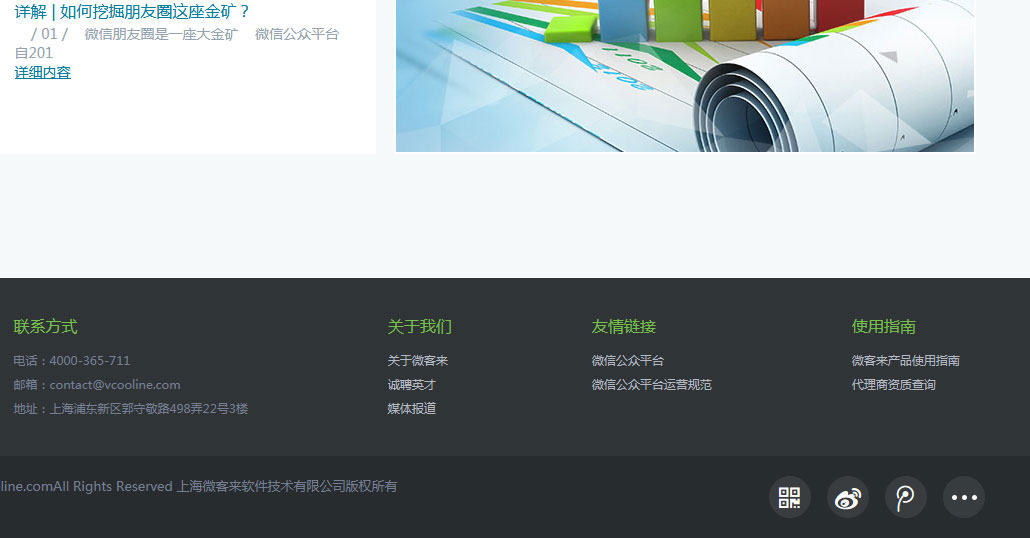 详解 | 如何挖掘朋友圈这座金矿？
/ 01 / 微信朋友圈是一座大金矿 微信公众平台
自201
详细内容
2011
2012
联系方式
电话：4000-365-711
邮箱：contact@vcooline.com
地址：上海浦东新区郭守敬路498弄22号3楼
关于我们
关于微客来
诚聘英才
媒体报道
友情链接
微信公众平台
微信公众平台运营规范
使用指南
微客来产品使用指南
代理商资质查询
line.comAll Rights Reserved 上海微客来软件技术有限公司版权所有